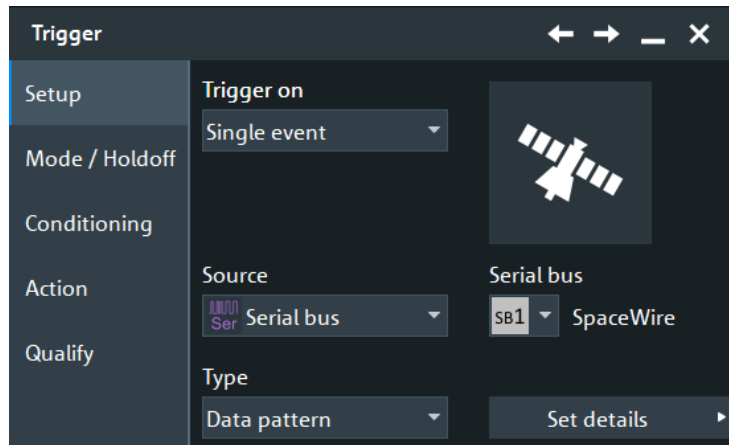 Trigger
Setup
Mode / Holdoff
Conditioning
Action
Qualify
Trigger on
Single event
Source
Ser Serial bus
Serial bus
SB1 SpaceWire
Type
Data pattern
Set details